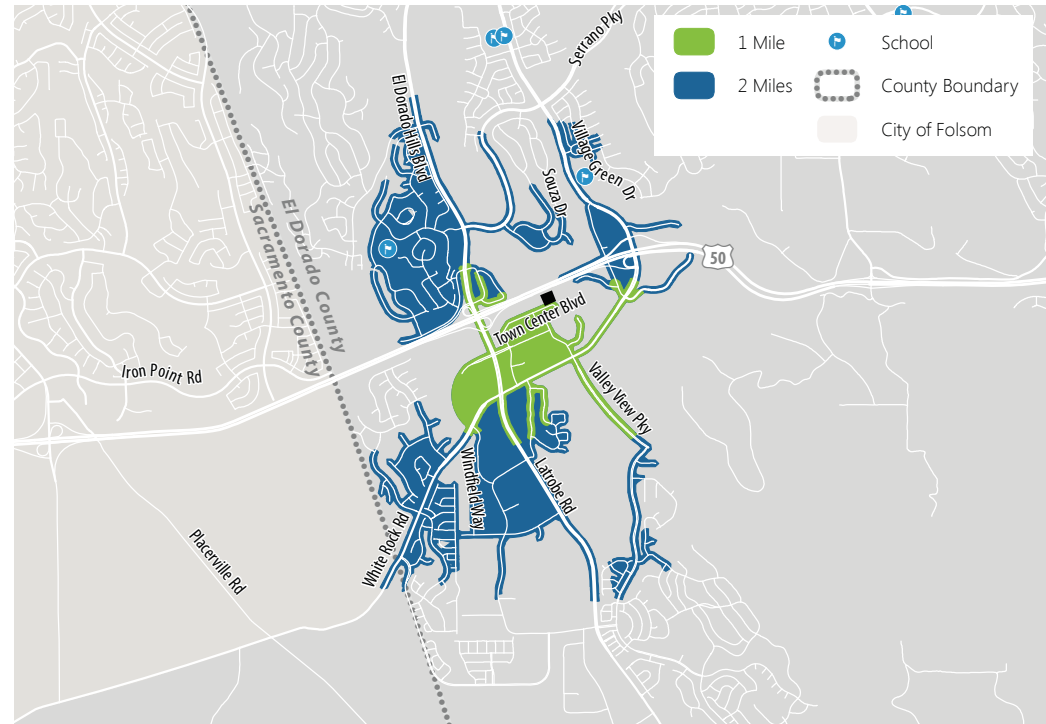 1 Mile
School
2 Miles
County Boundary
City of Folsom
Serrano Pky
El Dorado Hills Blvd
Village Green Dr
Souza Dr
El Dorado County
Sacramento County
50
Town Center Blvd
Iron Point Rd
Valley View Pky
Windfield Way
Latrobe Rd
White Rock Rd
Placerville Rd